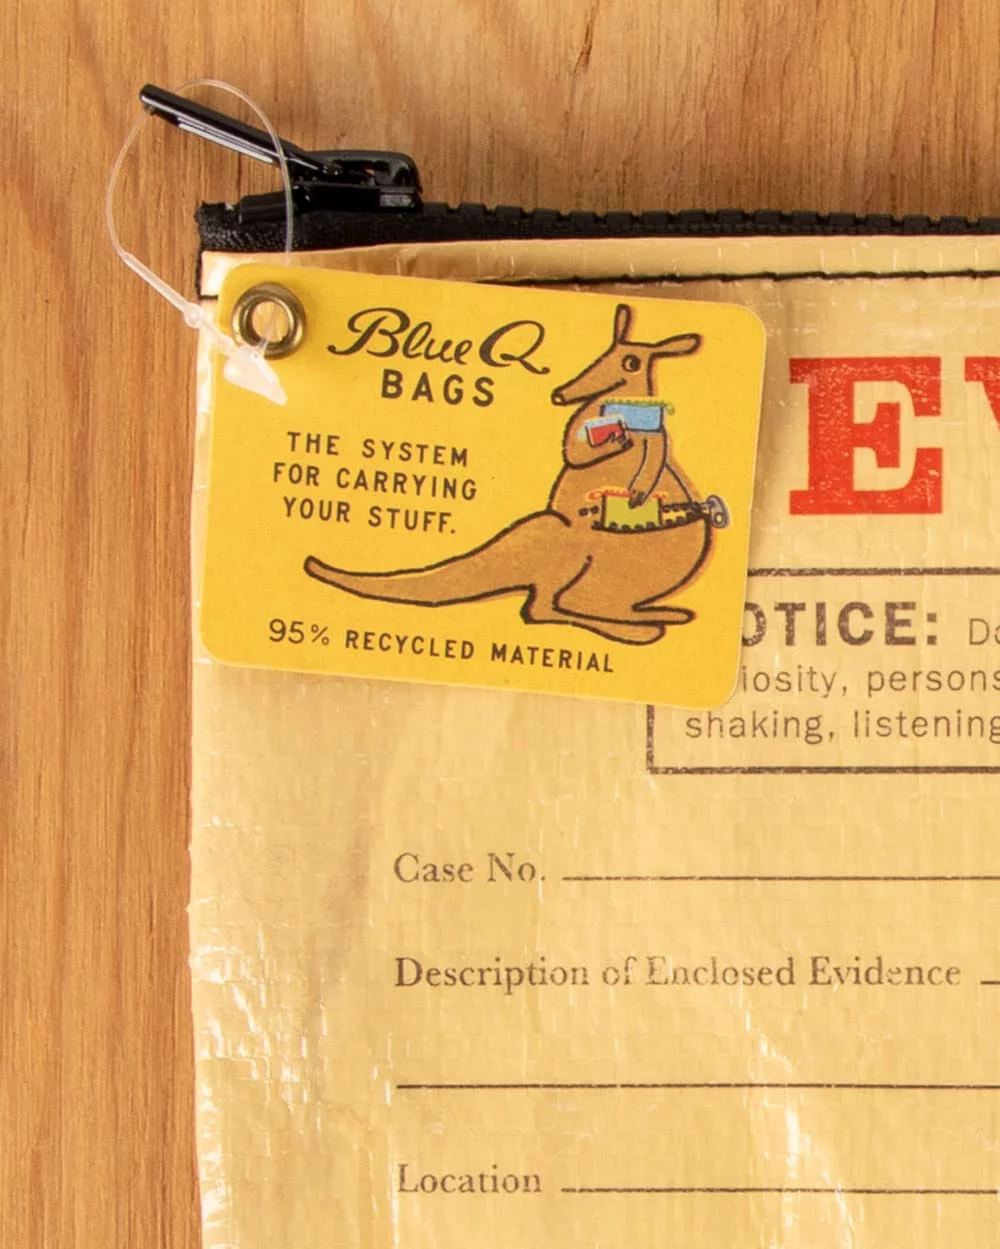 Blue Q
BAGS
THE SYSTEM
FOR CARRYING
YOUR STUFF.
95% RECYCLED MATERIAL
EV
OTICE: Do
iosity, persons
shaking, listening
Case No.
Description of Enclosed Evidence
Location